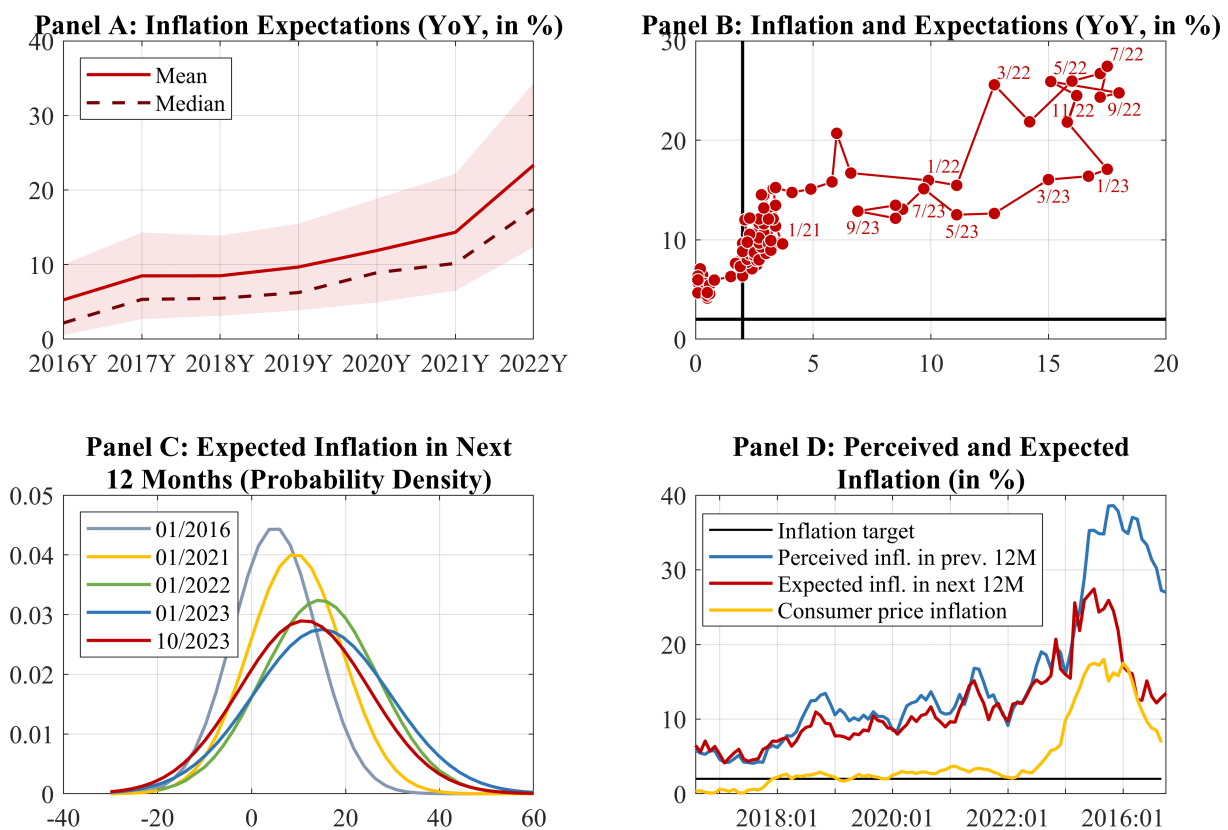 Panel A: Inflation Expectations (YoY, in %)
40
30
20
10
0
Mean
Median
2016Y 2017Y 2018Y 2019Y 2020Y 2021Y 2022Y
Panel B: Inflation and Expectations (YoY, in %)
30
20
10
0
7/22
5/22
3/22
11/22
9/22
1/22
1/23
3/23
7/23
5/23
9/23
1/21
0 5 10 15 20
Panel C: Expected Inflation in Next
12 Months (Probability Density)
0.05
0.04
0.03
0.02
0.01
0
01/2016
01/2021
01/2022
01/2023
10/2023
-40 -20 0 20 40 60
Panel D: Perceived and Expected
Inflation (in %)
40
30
20
10
0
Inflation target
Perceived infl. in prev. 12M
Expected infl. in next 12M
Consumer price inflation
2018:01 2020:01 2022:01 2016:01